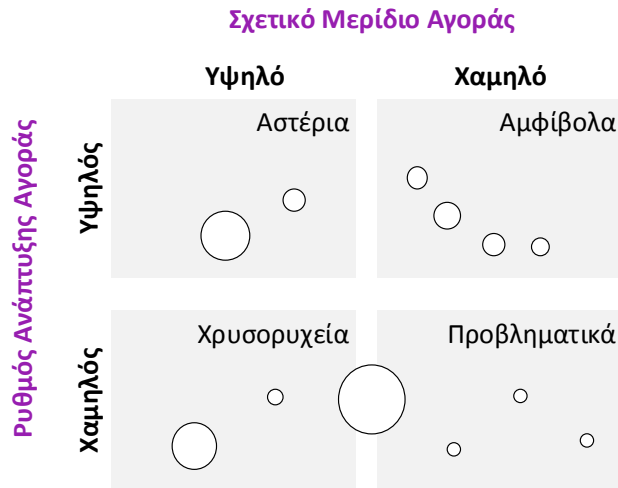 Σχετικό Μερίδιο Αγοράς
Υψηλό
Χαμηλό
Ρυθμός Ανάπτυξης Αγοράς
Υψηλός
Αστέρια
Αμφίβολα
Χαμηλός
Χρυσορυχεία
Προβληματικά